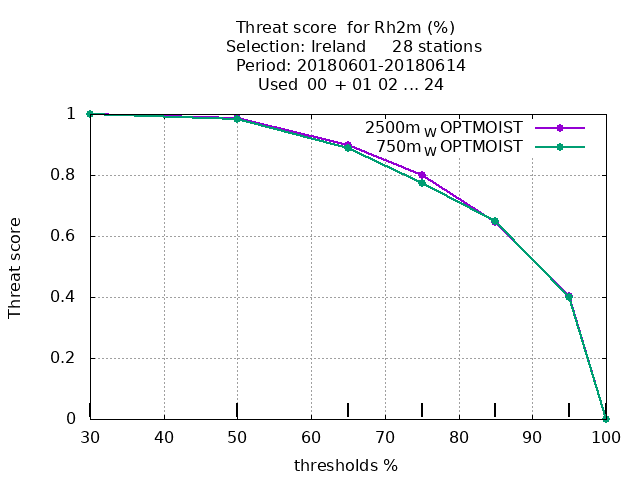 Threat score  for Rh2m (%)
Selection: Ireland     28 stations
Period: 20180601-20180614
Used  00  + 01 02 ... 24
2500m W OPTMOIST
750m W OPTMOIST
Threat score
1
0.8
0.6
0.4
0.2
0
30 40 50 60 70 80 90 100
thresholds %